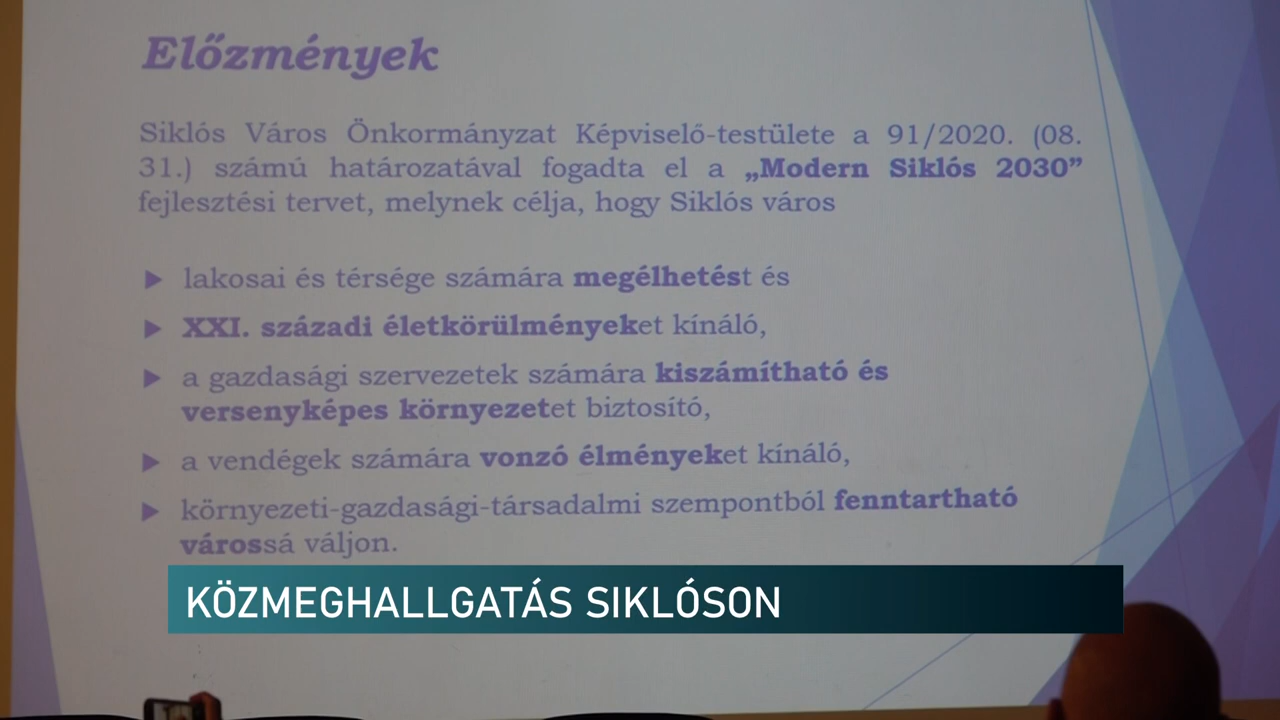 Előzmények
Siklós Város Önkormányzat Képviselő-testülete a 91/2020. (08.
31.) számú határozatával fogadta el a „Modern Siklós 2030”
fejlesztési tervet, melynek célja, hogy Siklós város
lakosai és térsége számára megélhetést és
XXI. századi életkörülményeket kínáló,
a gazdasági szervezetek számára kiszámítható és
versenyképes környezetet biztosító,
a vendégek számára vonzó élményeket kínáló,
környezeti-gazdasági-társadalmi szempontból fenntartható
várossá váljon.
KÖZMEGHALLGATÁS SIKLÓSON